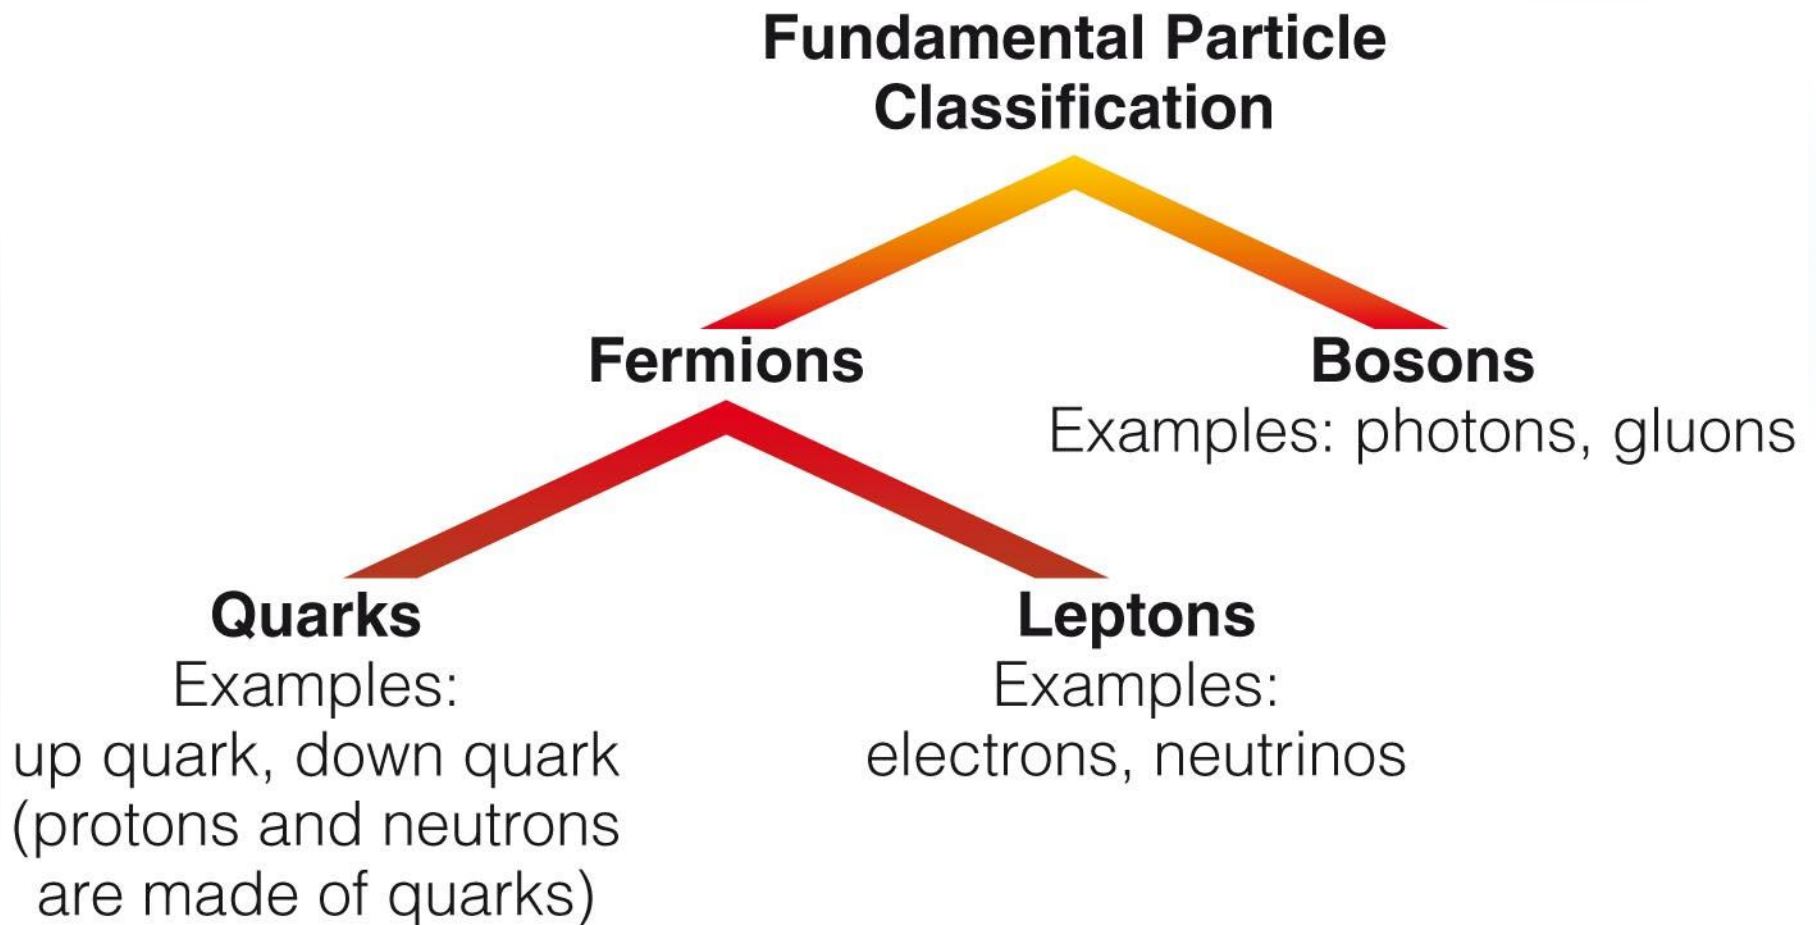 Fundamental Particle
Classification
Fermions
Bosons
Examples: photons, gluons
Quarks
Examples:
up quark, down quark
(protons and neutrons
are made of quarks)
Leptons
Examples:
electrons, neutrinos